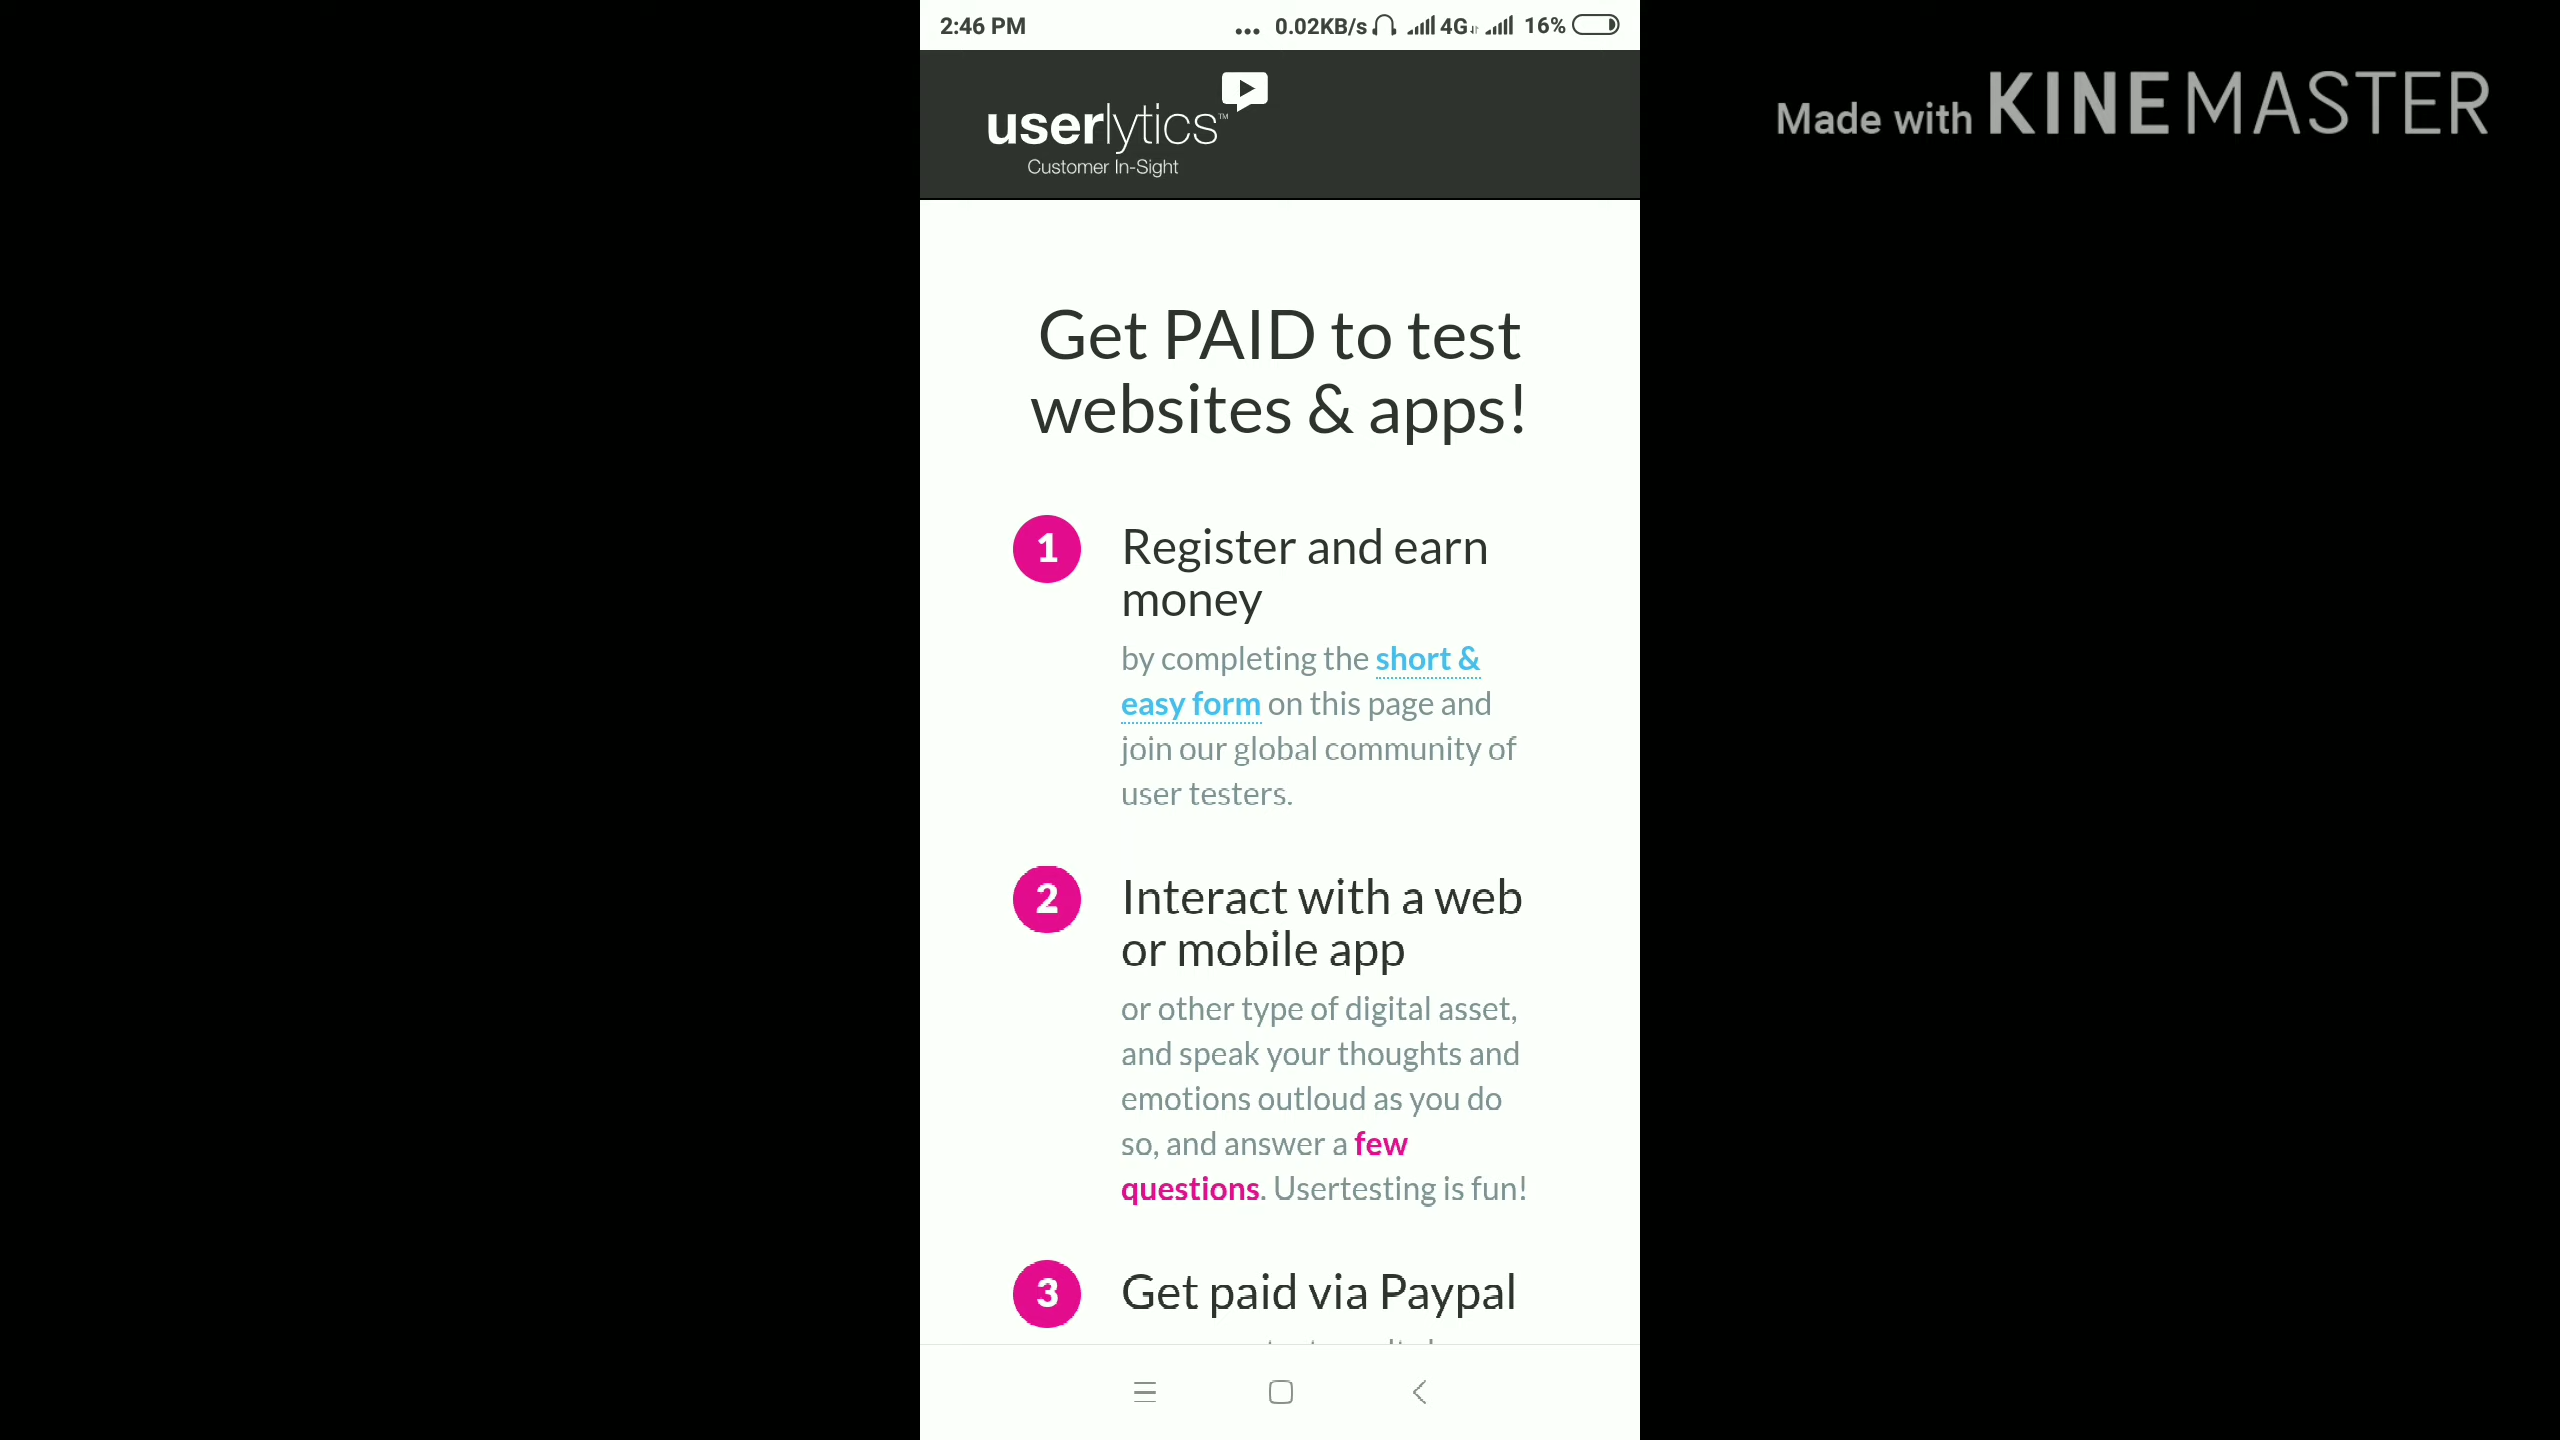 2:46 PM ... 0.02KB/s 4G 16%
userlytics™
Customer In-Sight
Made with KINEMASTER
Get PAID to test
websites & apps!
1 Register and earn
money
by completing the short &
easy form on this page and
join our global community of
user testers.
2 Interact with a web
or mobile app
or other type of digital asset,
and speak your thoughts and
emotions outloud as you do
so, and answer a few
questions. Usertesting is fun!
3 Get paid via Paypal